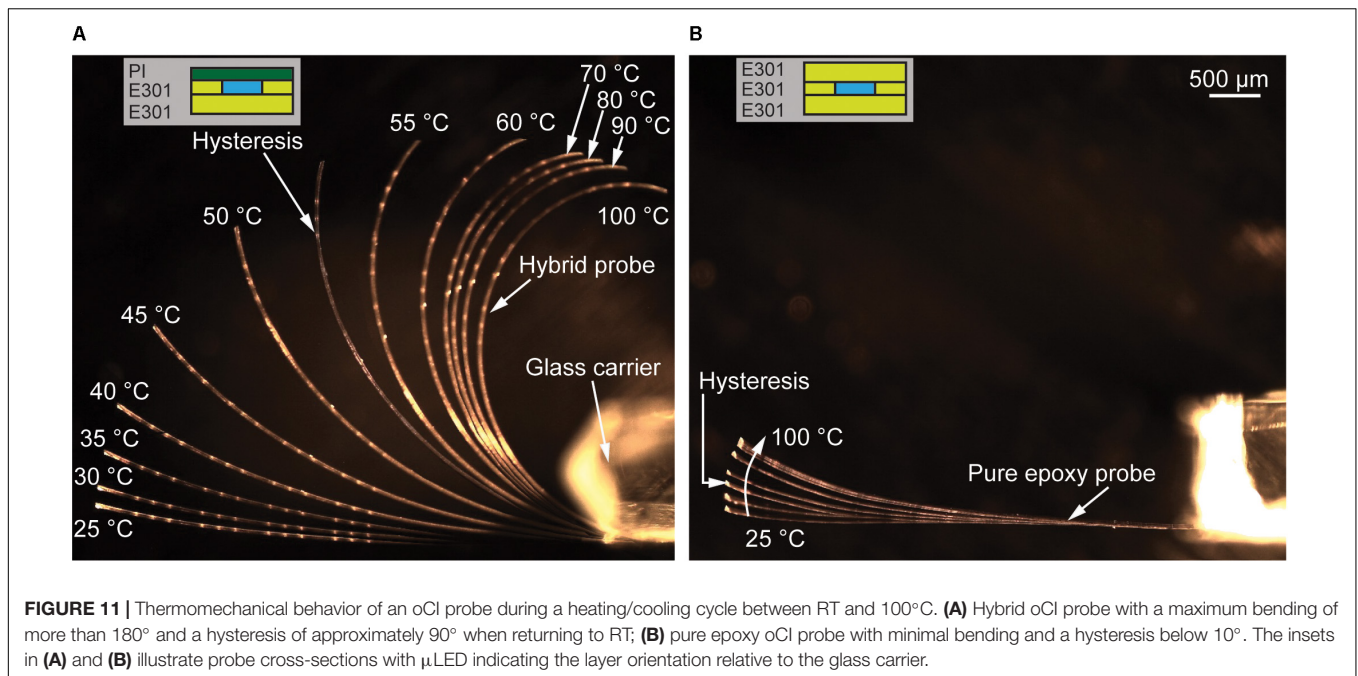 A
PI
E301
E301
Hysteresis
55 °C
60 °C
70 °C
80 °C
90 °C
100 °C
50 °C
Hybrid probe
45 °C
Glass carrier
40 °C
35 °C
30 °C
25 °C
B
E301
E301
E301
500 µm
Hysteresis
100 °C
Pure epoxy probe
25 °C
FIGURE 11 | Thermomechanical behavior of an oCI probe during a heating/cooling cycle between RT and 100°C. (A) Hybrid oCI probe with a maximum bending of
more than 180° and a hysteresis of approximately 90° when returning to RT; (B) pure epoxy oCI probe with minimal bending and a hysteresis below 10°. The insets
in (A) and (B) illustrate probe cross-sections with µLED indicating the layer orientation relative to the glass carrier.